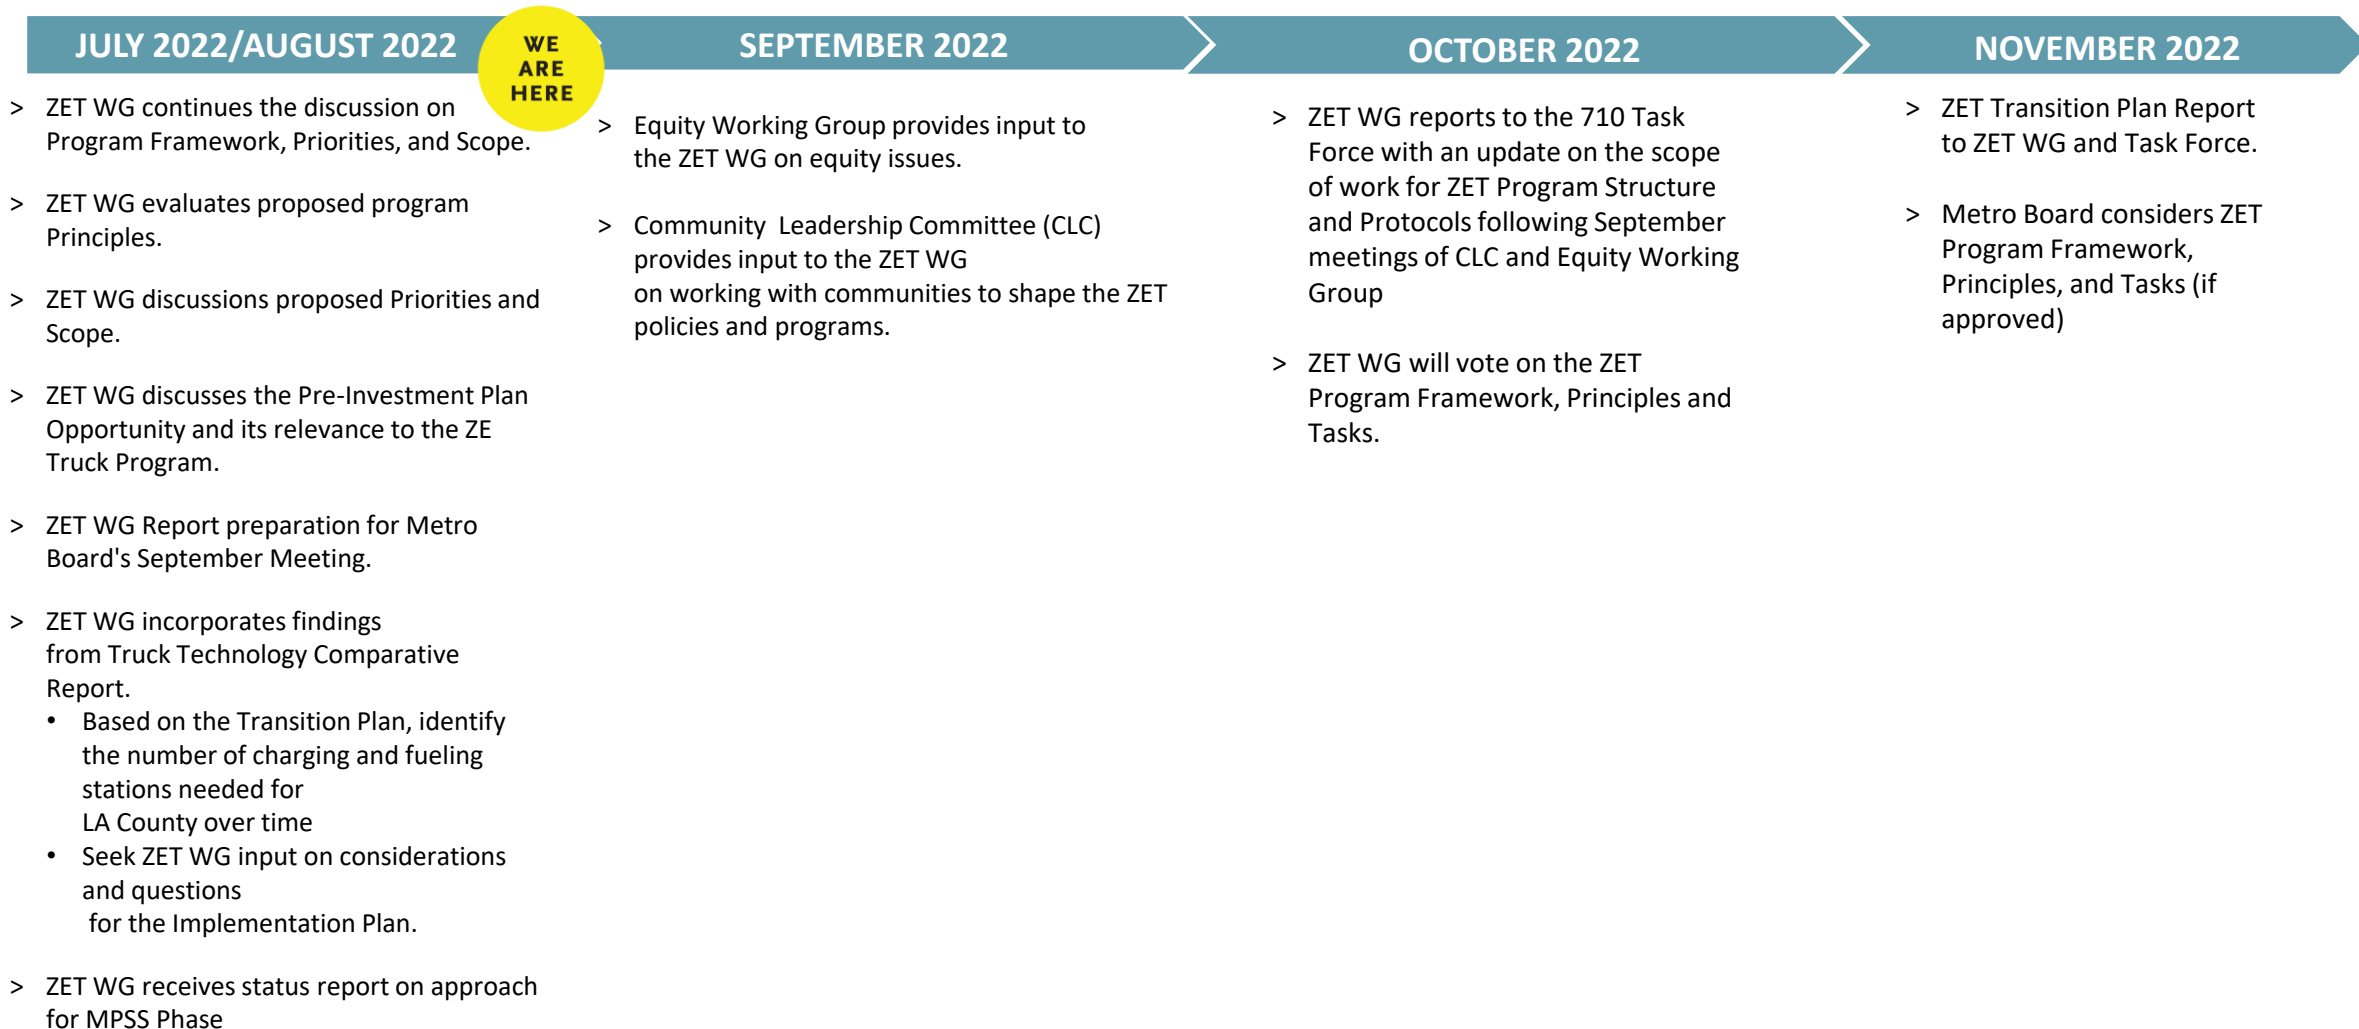 JULY 2022/AUGUST 2022
WE
ARE
HERE
> ZET WG continues the discussion on
Program Framework, Priorities, and Scope.
> ZET WG evaluates proposed program
Principles.
> ZET WG discussions proposed Priorities and
Scope.
> ZET WG discusses the Pre-Investment Plan
Opportunity and its relevance to the ZE
Truck Program.
> ZET WG Report preparation for Metro
Board's September Meeting.
> ZET WG incorporates findings
from Truck Technology Comparative
Report.
• Based on the Transition Plan, identify
the number of charging and fueling
stations needed for
LA County over time
• Seek ZET WG input on considerations
and questions
for the Implementation Plan.
> ZET WG receives status report on approach
for MPSS Phase
SEPTEMBER 2022
> Equity Working Group provides input to
the ZET WG on equity issues.
> Community Leadership Committee (CLC)
provides input to the ZET WG
on working with communities to shape the ZET
policies and programs.
OCTOBER 2022
> ZET WG reports to the 710 Task
Force with an update on the scope
of work for ZET Program Structure
and Protocols following September
meetings of CLC and Equity Working
Group
> ZET WG will vote on the ZET
Program Framework, Principles and
Tasks.
NOVEMBER 2022
> ZET Transition Plan Report
to ZET WG and Task Force.
> Metro Board considers ZET
Program Framework,
Principles, and Tasks (if
approved)